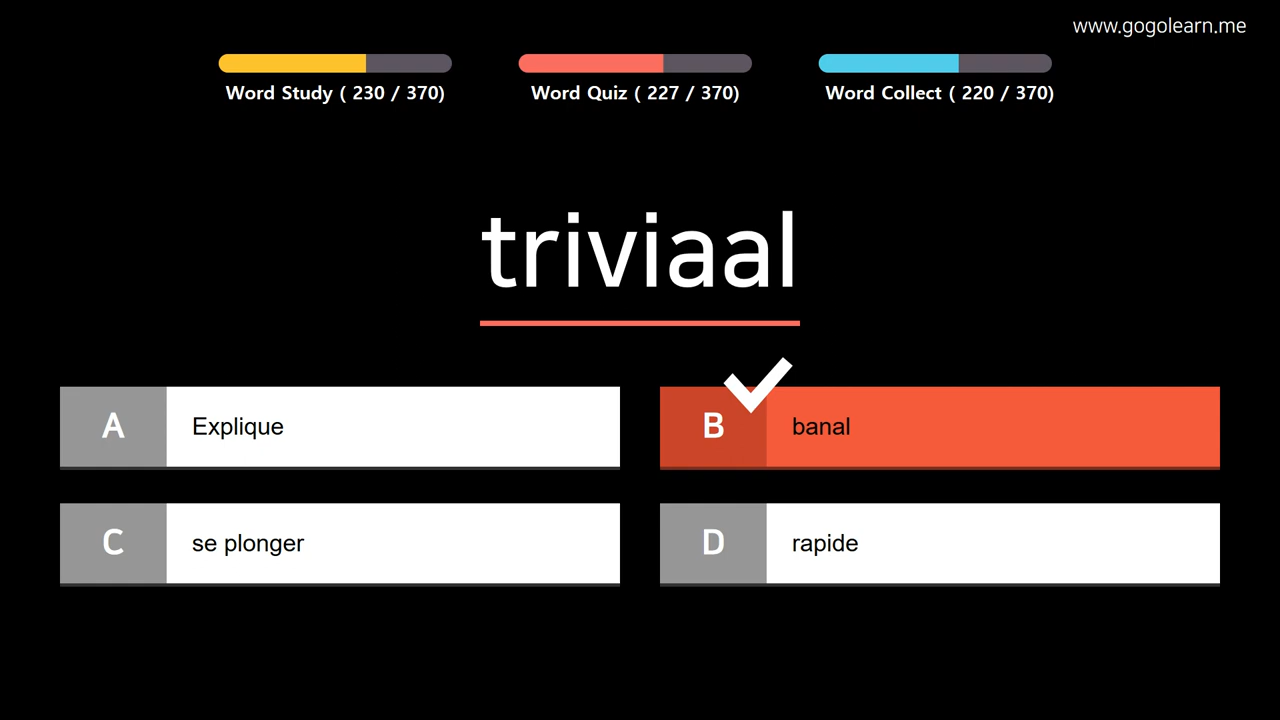 www.gogolearn.me
Word Study ( 230 / 370)
Word Quiz ( 227 / 370)
Word Collect ( 220 / 370)
triviaal
A Explique
B banal
C se plonger
D rapide